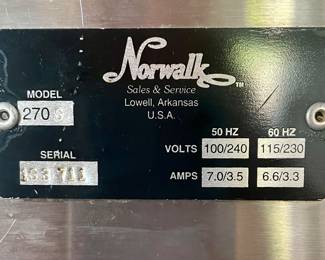 Norwalk™
Sales & Service
Lowell, Arkansas
U.S.A.
MODEL
270 S
SERIAL
50 HZ 60 HZ
VOLTS 100/240 115/230
AMPS 7.0/3.5 6.6/3.3